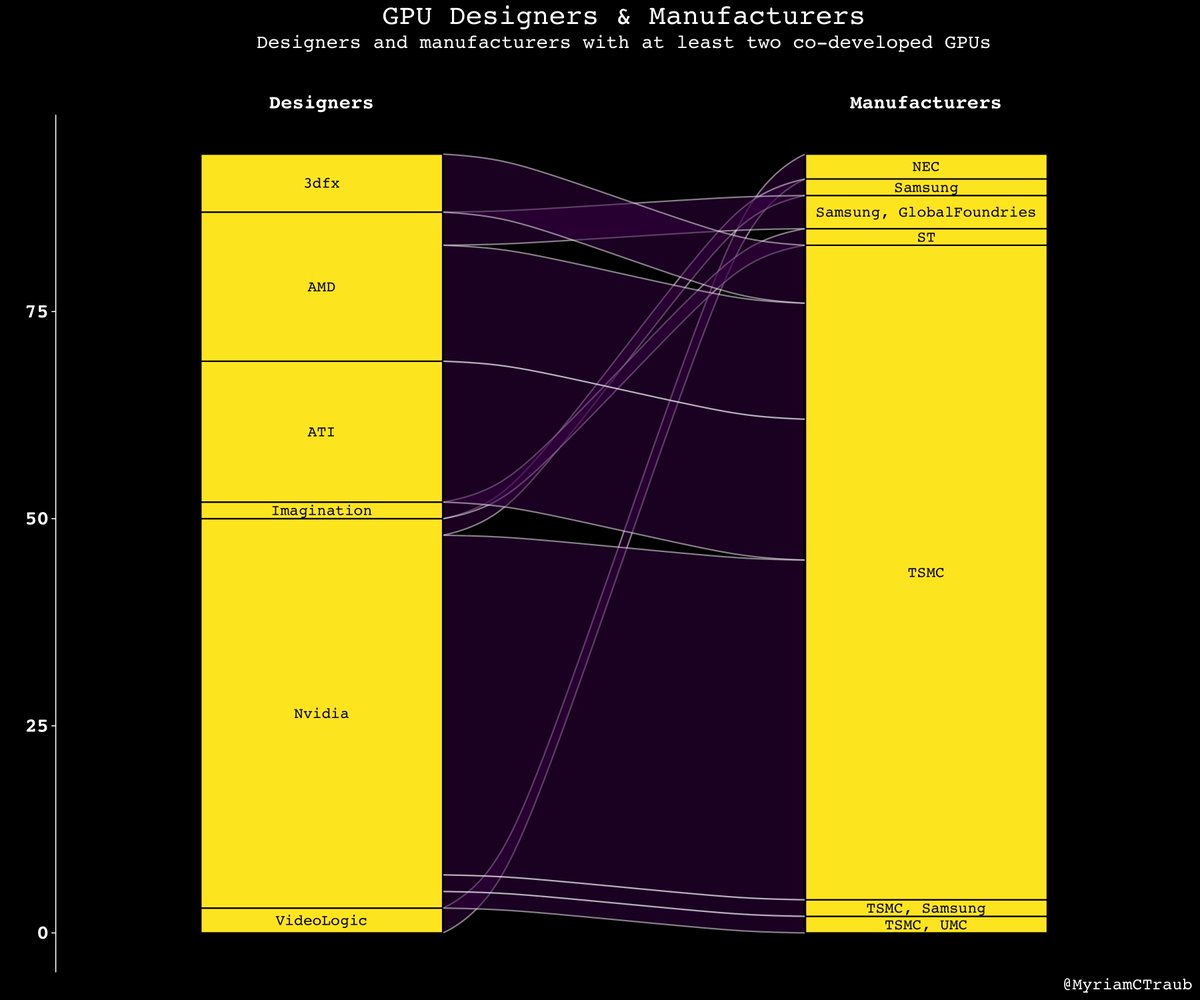 GPU Designers & Manufacturers
Designers and manufacturers with at least two co-developed GPUs
Designers
Manufacturers
3dfx
AMD
ATI
Imagination
Nvidia
VideoLogic
NEC
Samsung
Samsung, GlobalFoundries
ST
TSMC
TSMC, Samsung
TSMC, UMC
75
50
25
0
@MyriamCTraub